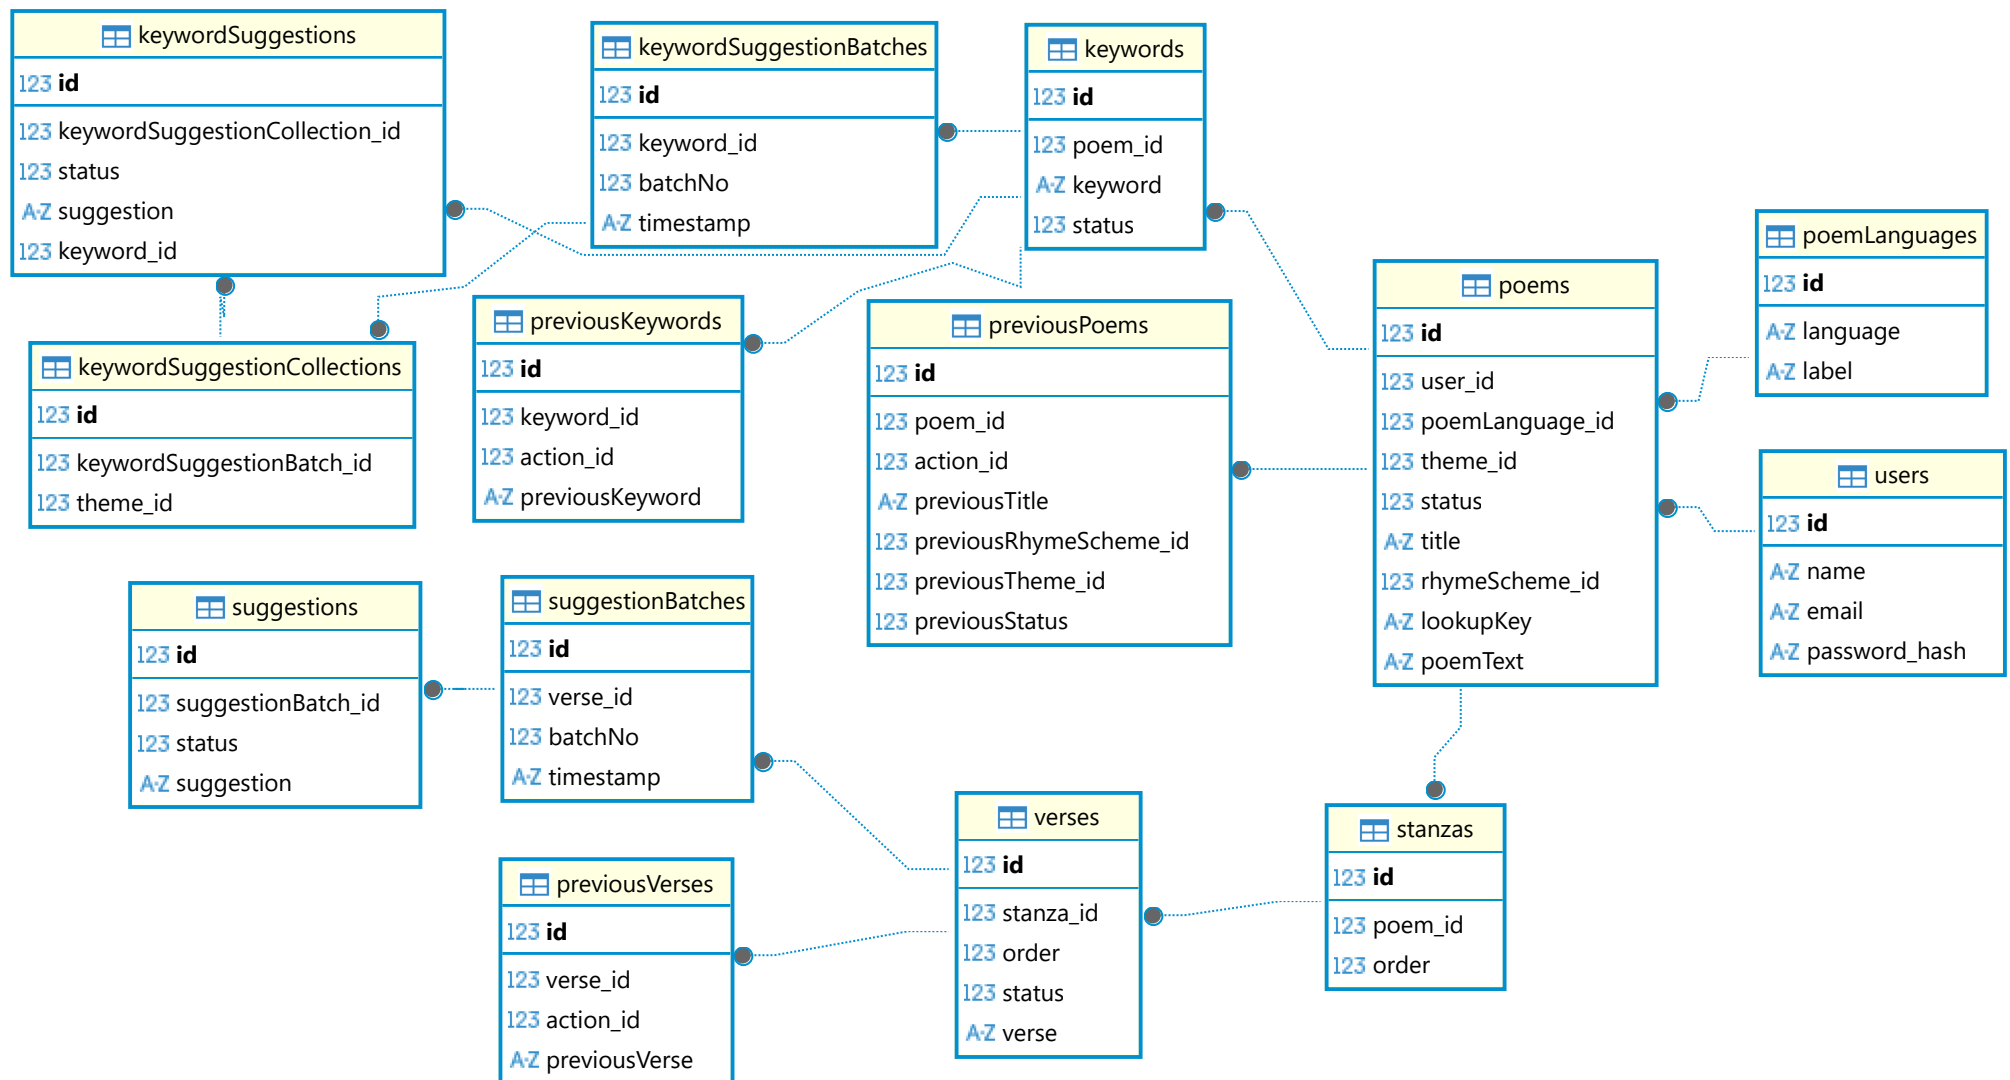 keywordSuggestions
123 id
123 keywordSuggestionCollection_id
123 status
A-Z suggestion
123 keyword_id
keywordSuggestionBatches
123 id
123 keyword_id
123 batchNo
A-Z timestamp
keywords
123 id
123 poem_id
A-Z keyword
123 status
poemLanguages
123 id
A-Z language
A-Z label
poems
123 id
123 user_id
123 poemLanguage_id
123 theme_id
123 status
A-Z title
123 rhymeScheme_id
A-Z lookupKey
A-Z poemText
previousKeywords
123 id
123 keyword_id
123 action_id
A-Z previousKeyword
previousPoems
123 id
123 poem_id
123 action_id
A-Z previousTitle
123 previousRhymeScheme_id
123 previousTheme_id
123 previousStatus
keywordSuggestionCollections
123 id
123 keywordSuggestionBatch_id
123 theme_id
users
123 id
A-Z name
A-Z email
A-Z password_hash
suggestions
123 id
123 suggestionBatch_id
123 status
A-Z suggestion
suggestionBatches
123 id
123 verse_id
123 batchNo
A-Z timestamp
verses
123 id
123 stanza_id
123 order
123 status
A-Z verse
stanzas
123 id
123 poem_id
123 order
previousVerses
123 id
123 verse_id
123 action_id
A-Z previousVerse